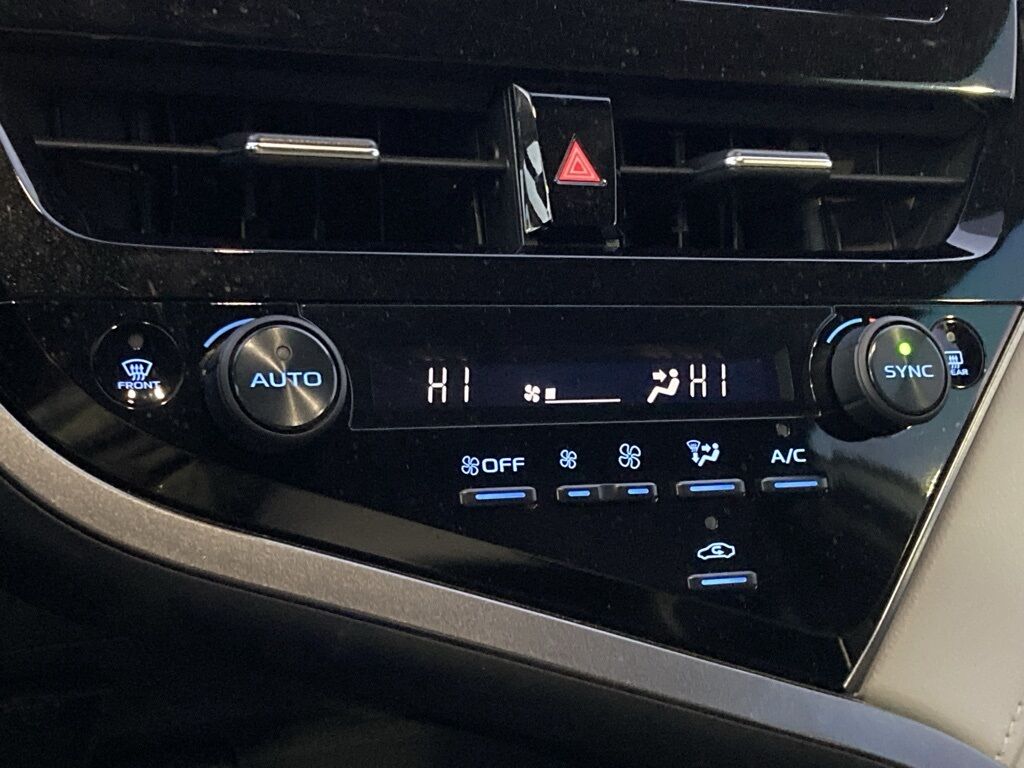 FRONT
AUTO
HI
HI
SYNC
REAR
OFF
A/C